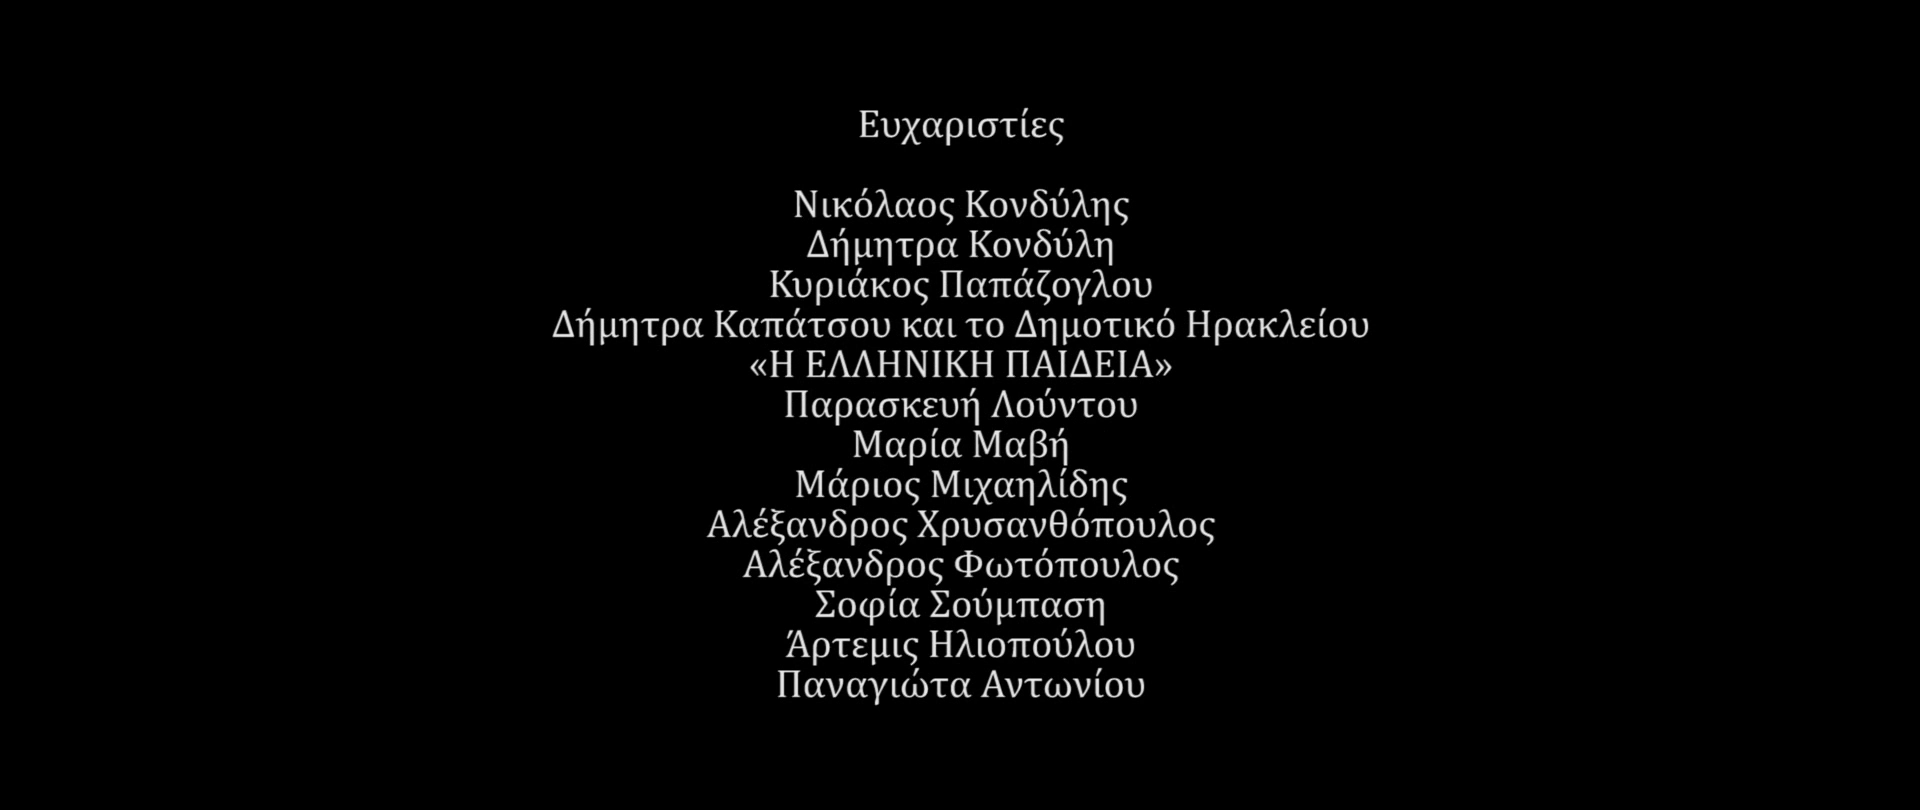 Ευχαριστίες
Νικόλαος Κονδύλης
Δήμητρα Κονδύλη
Κυριάκος Παπάζογλου
Δήμητρα Καπάτσου και το Δημοτικό Ηρακλείου
«Η ΕΛΛΗΝΙΚΗ ΠΑΙΔΕΙΑ»
Παρασκευή Λούντου
Μαρία Μαβή
Μάριος Μιχαηλίδης
Αλέξανδρος Χρυσανθόπουλος
Αλέξανδρος Φωτόπουλος
Σοφία Σούμπαση
Άρτεμις Ηλιοπούλου
Παναγιώτα Αντωνίου